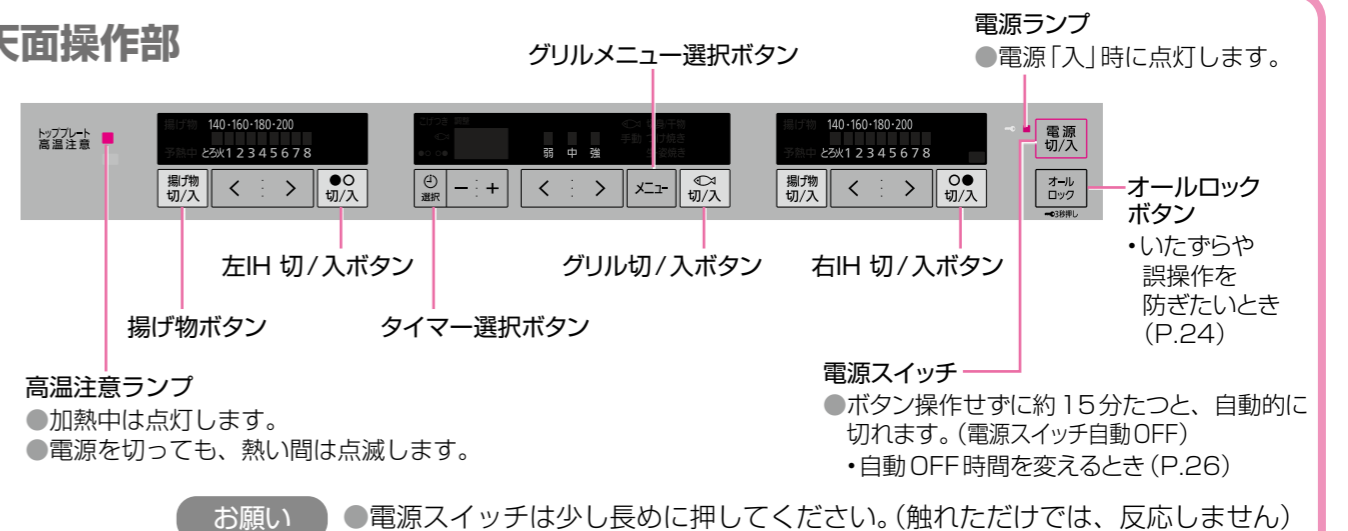 天面操作部
グリルメニュー選択ボタン
電源ランプ
●電源「入」時に点灯します。
トッププレート
高温注意
揚げ物 140・160・180・200
予熱中 とろ火 1 2 3 4 5 6 7 8
揚げ物
切/入
< : >
●○
切/入
こげつき 調整
弱 中 強
手動
選択
− : +
< : >
メニュー
切/入
揚げ物 140・160・180・200
予熱中 とろ火 1 2 3 4 5 6 7 8
揚げ物
切/入
< : >
○●
切/入
電源
切/入
オール
ロック
3秒押し
オールロック
ボタン
・いたずらや
誤操作を
防ぎたいとき
(P.24)
左IH 切/入ボタン
グリル切/入ボタン
右IH 切/入ボタン
揚げ物ボタン
タイマー選択ボタン
高温注意ランプ
●加熱中は点灯します。
●電源を切っても、熱い間は点滅します。
電源スイッチ
●ボタン操作せずに約15分たつと、自動的に
切れます。(電源スイッチ自動OFF)
・自動OFF時間を変えるとき(P.26)
お願い ●電源スイッチは少し長めに押してください。(触れただけでは、反応しません)